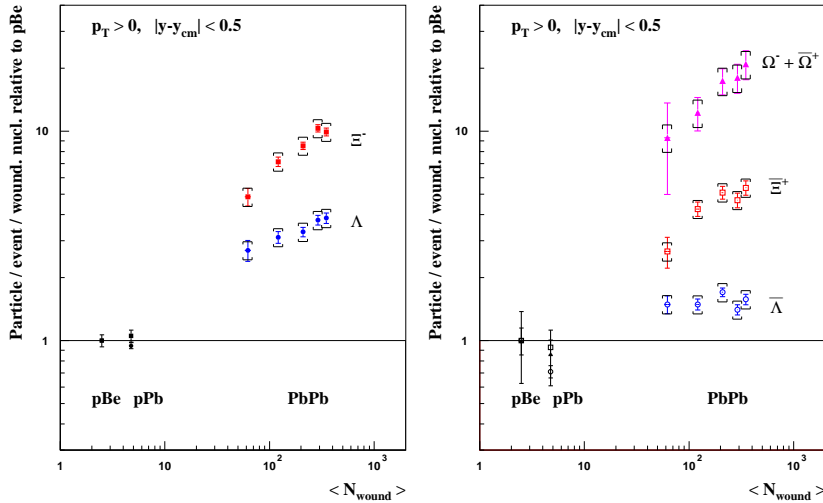 Particle / event / wound. nucl. relative to pBe
p_T > 0, |y-y_cm| < 0.5
10
1
Ξ⁻
Λ
pBe pPb PbPb
1 10 10² 10³
< N_wound >
Particle / event / wound. nucl. relative to pBe
p_T > 0, |y-y_cm| < 0.5
10
1
Ω⁻ + Ω̅⁺
Ξ̅⁺
Λ̅
pBe pPb PbPb
1 10 10² 10³
< N_wound >